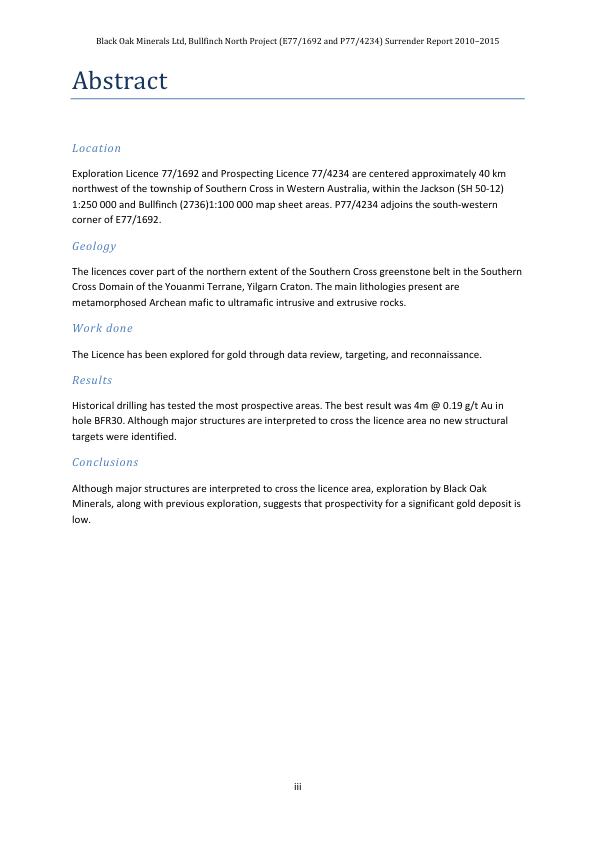 Black Oak Minerals Ltd, Bullfinch North Project (E77/1692 and P77/4234) Surrender Report 2010–2015
Abstract
Location
Exploration Licence 77/1692 and Prospecting Licence 77/4234 are centered approximately 40 km
northwest of the township of Southern Cross in Western Australia, within the Jackson (SH 50-12)
1:250 000 and Bullfinch (2736)1:100 000 map sheet areas. P77/4234 adjoins the south-western
corner of E77/1692.
Geology
The licences cover part of the northern extent of the Southern Cross greenstone belt in the Southern
Cross Domain of the Youanmi Terrane, Yilgarn Craton. The main lithologies present are
metamorphosed Archean mafic to ultramafic intrusive and extrusive rocks.
Work done
The Licence has been explored for gold through data review, targeting, and reconnaissance.
Results
Historical drilling has tested the most prospective areas. The best result was 4m @ 0.19 g/t Au in
hole BFR30. Although major structures are interpreted to cross the licence area no new structural
targets were identified.
Conclusions
Although major structures are interpreted to cross the licence area, exploration by Black Oak
Minerals, along with previous exploration, suggests that prospectivity for a significant gold deposit is
low.
iii